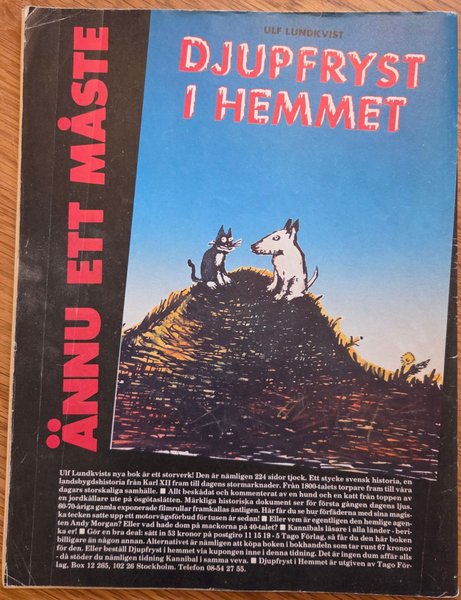 ULF LUNDKVIST
DJUPFRYST
I HEMMET
ÄNNU ETT MÅSTE
Ulf Lundkvists nya bok är ett storverk! Den är nämligen 224 sidor tjock. Ett stycke svensk historia, en
landsbygdshistoria från Karl XII fram till dagens stormarknader. Från 1800-talets torpare fram till våra
dagars storskaliga samhälle. ■ Allt beskådat och kommenterat av en hund och en katt från toppen av
en jordkällare ute på ösgötaslätten. Märkliga historiska dokument ser för första gången dagens ljus.
60-70-åriga gamla exponerade filmrullar framkallas äntligen. Här får du se hur förfäderna med sina magis-
ka tecken satte upp ett motorvägsförbud för tusen år sedan! ■ Eller vem är egentligen den hemlige agen-
ten Andy Morgan? Eller vad hade dom på mackorna på 40-talet? ■ Kannibals läsare i alla länder - beri-
ka er! ■ Gör en bra deal: sätt in 53 kronor på postgiro 11 15 19 - 5 Tago Förlag, så får du den här boken
billigare än någon annan. Alternativet är nämligen att köpa boken i bokhandeln som tar runt 67 kronor
för den. Eller beställ Djupfryst i Hemmet via kupongen inne i denna tidning. Det är ingen dum affär alls
- då stöder du nämligen tidning Kannibal i samma veva. ■ Djupfryst i Hemmet är utgiven av Tago För-
lag, Box 12 265, 102 26 Stockholm. Telefon 08-54 27 55.